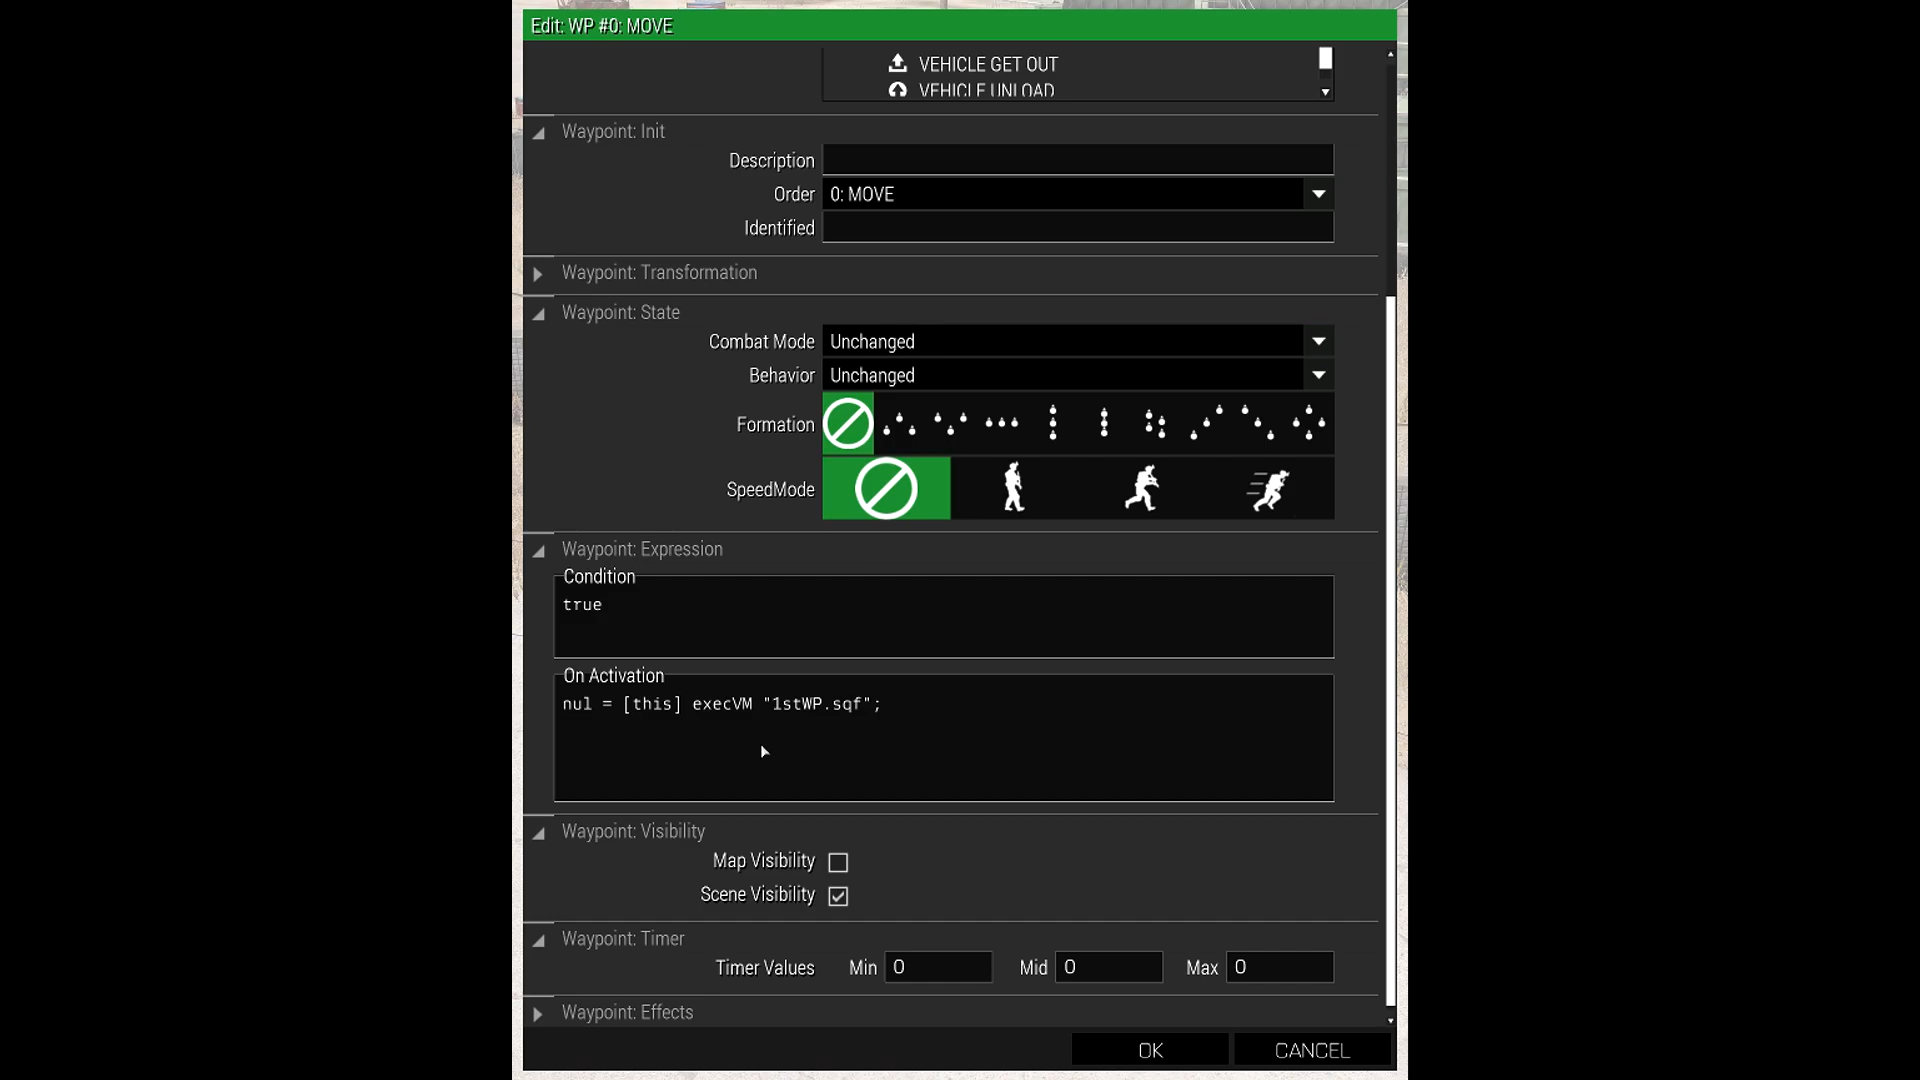 Edit: WP #0: MOVE
VEHICLE GET OUT
VEHICLE UNLOAD
Waypoint: Init
Description
Order 0: MOVE
Identified
Waypoint: Transformation
Waypoint: State
Combat Mode Unchanged
Behavior Unchanged
Formation
SpeedMode
Waypoint: Expression
Condition
true
On Activation
nul = [this] execVM "1stWP.sqf";
Waypoint: Visibility
Map Visibility
Scene Visibility
Waypoint: Timer
Timer Values Min 0 Mid 0 Max 0
Waypoint: Effects
OK CANCEL